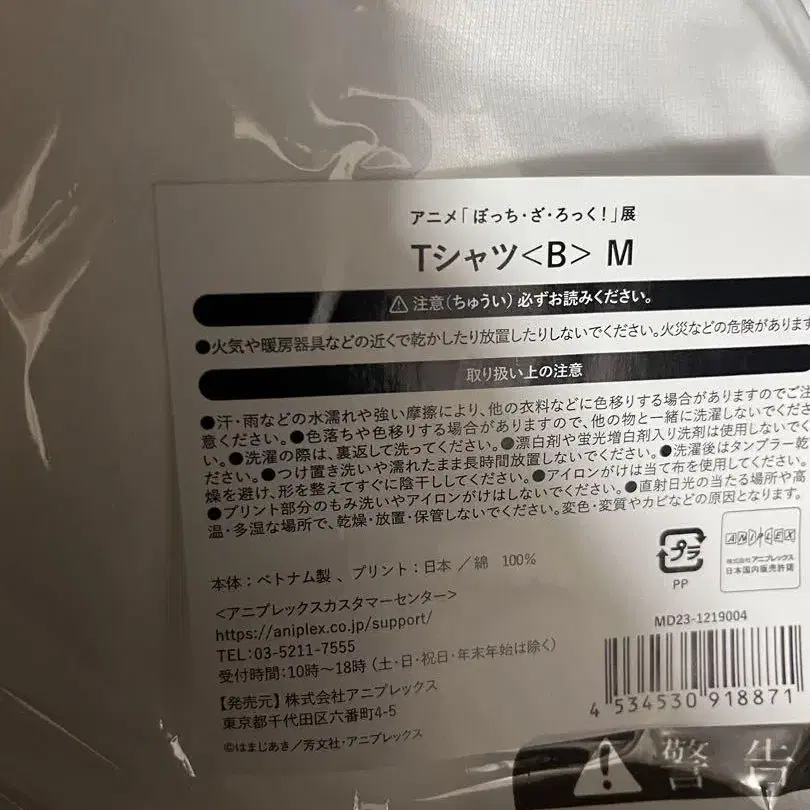 アニメ「ぼっち・ざ・ろっく！」展
Tシャツ<B> M
注意（ちゅうい）必ずお読みください。
●火気や暖房器具などの近くで乾かしたり放置したりしないでください。火災などの危険があります
取り扱い上の注意
●汗・雨などの水濡れや強い摩擦により、他の衣料などに色移りする場合がありますのでご注
意ください。●色落ちや色移りする場合がありますので、他の物と一緒に洗濯しないでくださ
い。●洗濯の際は、裏返して洗ってください。●漂白剤や蛍光増白剤入り洗剤は使用しないでく
ださい。●つけ置き洗いや濡れたまま長時間放置しないでください。●洗濯後はタンブラー乾
燥を避け、形を整えてすぐに陰干ししてください。●アイロンがけは当て布を使用してください。
●プリント部分のもみ洗いやアイロンがけはしないでください。●直射日光の当たる場所や高
温・多湿な場所で、乾燥・放置・保管しないでください。変色・変質やカビなどの原因となります。
本体：ベトナム製 、プリント：日本 ／綿 100%
プラ
PP
ANIPLEX
株式会社アニプレックス
日本国内販売許諾
<アニプレックスカスタマーセンター>
https://aniplex.co.jp/support/
TEL：03-5211-7555
受付時間：10時〜18時（土・日・祝日・年末年始は除く）
【発売元】株式会社アニプレックス
東京都千代田区六番町4-5
©はまじあき/芳文社・アニプレックス
MD23-1219004
4 534530 918871
警告